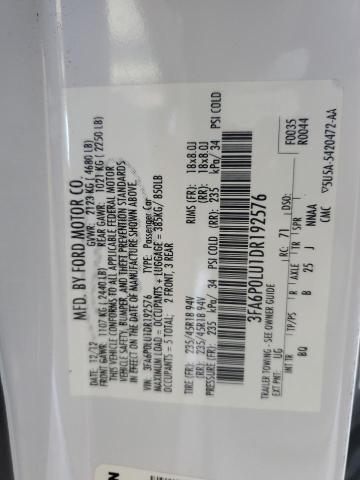 MFD. BY FORD MOTOR CO.
DATE: 12/12 GVWR: 2123 KG ( 4680 LB)
FRONT GAWR: 1107 KG ( 2440LB) REAR GAWR: 1021 KG ( 2250 LB)
THIS VEHICLE CONFORMS TO ALL APPLICABLE FEDERAL MOTOR
VEHICLE SAFETY, BUMPER, AND THEFT PREVENTION STANDARDS
IN EFFECT ON THE DATE OF MANUFACTURE SHOWN ABOVE.
VIN: 3FA6P0LU1DR192576 TYPE: Passenger Car
MAXIMUM LOAD= OCCUPANTS + LUGGAGE = 385KG / 850LB
OCCUPANTS= 5 TOTAL: 2 FRONT, 3 REAR
TIRE (FR): 235/45R18 94V RIMS (FR): 18x8.0J
(RR): 235/45R18 94V (RR): 18x8.0J
PRESSURE (FR): 235 kPa/ 34 PSI COLD (RR): 235 kPa/ 34 PSI COLD
3FA6P0LU1DR192576
F0035
R0044
TRAILER TOWING - SEE OWNER GUIDE
EXT PNT: UG RC: 71 DSO:
INT TR TP/PS R AXLE TR SPR
BQ B 25 J NNAA
CMC 5U5A-5420472-AA